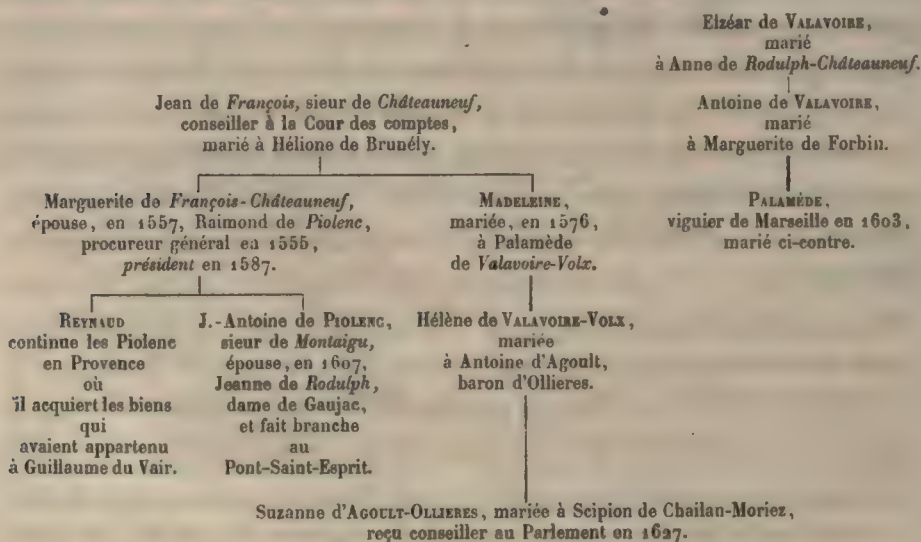 Elzéar de VALAVOIRE,
marié
à Anne de Rodulph-Châteauneuf.
Jean de François, sieur de Châteauneuf,
conseiller à la Cour des comptes,
marié à Hélione de Brunély.
Antoine de VALAVOIRE,
marié
à Marguerite de Forbin.
Marguerite de François-Châteauneuf,
épouse, en 1557, Raimond de Piolenc,
procureur général en 1555,
président en 1587.
MADELEINE,
mariée, en 1576,
à Palamède
de Valavoire-Volx.
PALAMÈDE,
viguier de Marseille en 1603,
marié ci-contre.
REYNAUD
continue les Piolenc
en Provence
où
il acquiert les biens
qui
avaient appartenu
à Guillaume du Vair.
J.-Antoine de PIOLENC,
sieur de Montaigu,
épouse, en 1607,
Jeanne de Rodulph,
dame de Gaujac,
et fait branche
au
Pont-Saint-Esprit.
Hélène de VALAVOIRE-VOLX,
mariée
à Antoine d'Agoult,
baron d'Ollieres.
Suzanne d'AGOULT-OLLIERES, mariée à Scipion de Chailan-Moriez,
reçu conseiller au Parlement en 1627.